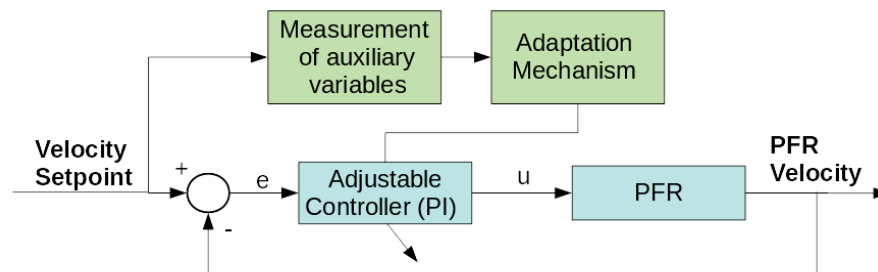 Measurement
of auxiliary
variables
Adaptation
Mechanism
Velocity
Setpoint
+
-
e
Adjustable
Controller (PI)
u
PFR
PFR
Velocity